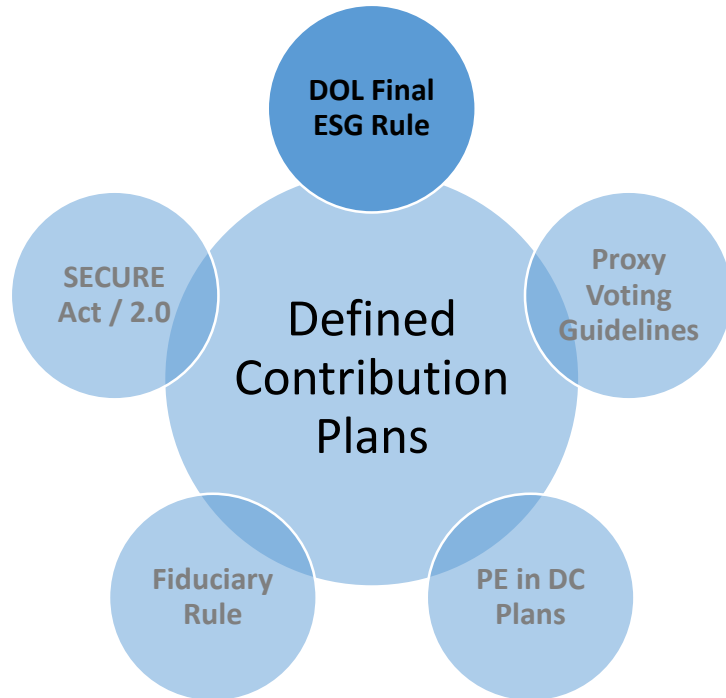 DOL Final
ESG Rule
SECURE
Act / 2.0
Proxy
Voting
Guidelines
Defined
Contribution
Plans
Fiduciary
Rule
PE in DC
Plans